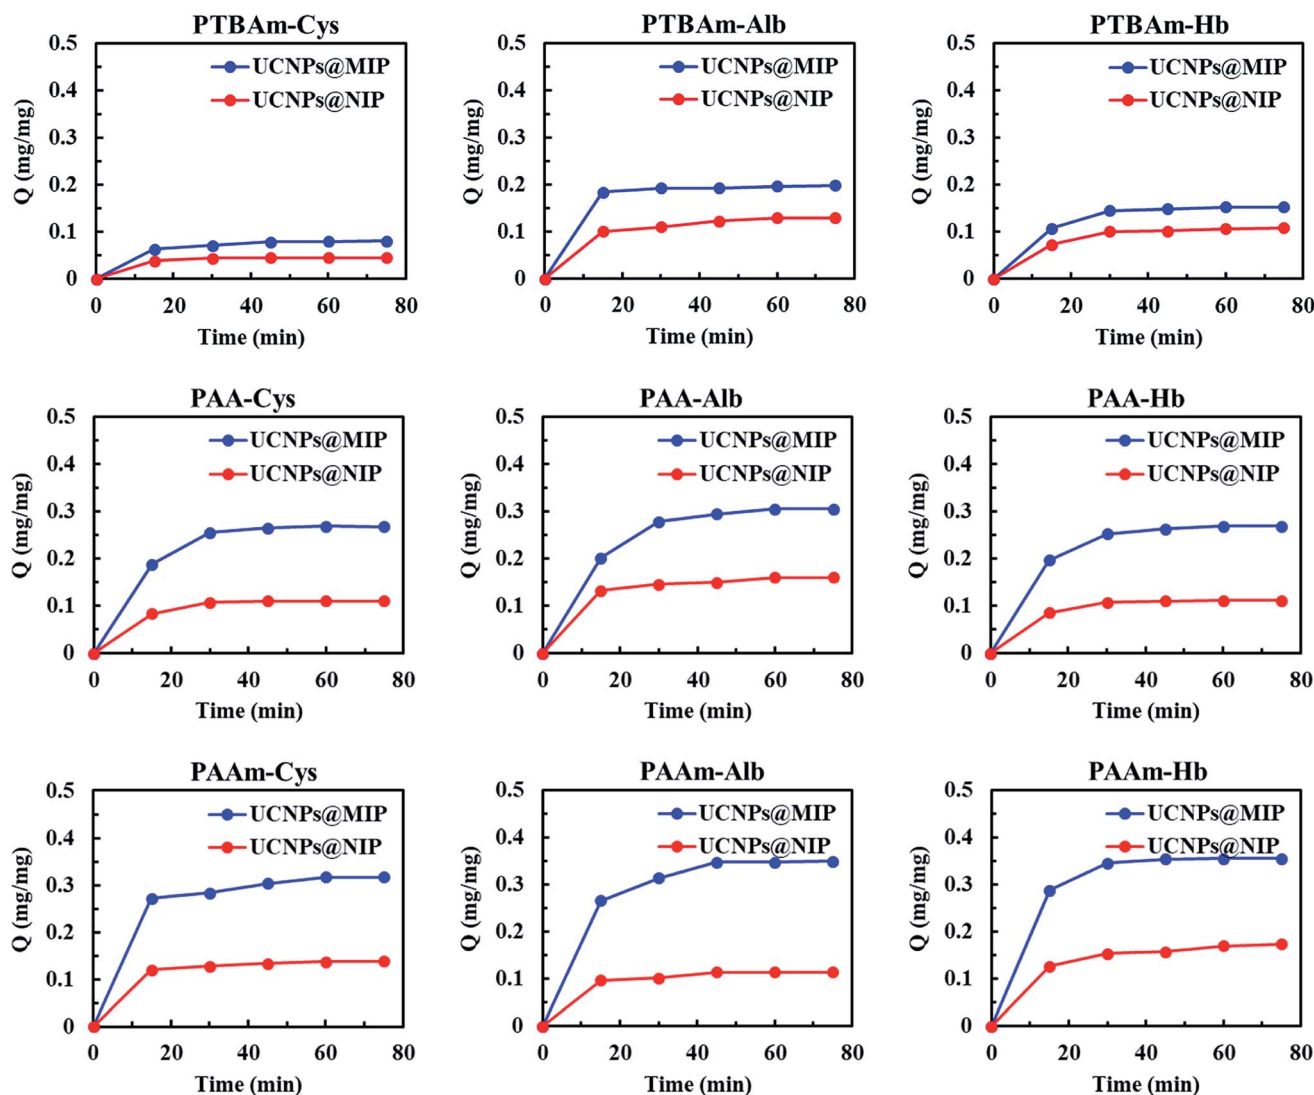 PTBAm-Cys
0.5
0.4
0.3
0.2
0.1
0
Q (mg/mg)
UCNPs@MIP
UCNPs@NIP
0 20 40 60 80
Time (min)
PTBAm-Alb
0.5
0.4
0.3
0.2
0.1
0
Q (mg/mg)
UCNPs@MIP
UCNPs@NIP
0 20 40 60 80
Time (min)
PTBAm-Hb
0.5
0.4
0.3
0.2
0.1
0
Q (mg/mg)
UCNPs@MIP
UCNPs@NIP
0 20 40 60 80
Time (min)
PAA-Cys
0.5
0.4
0.3
0.2
0.1
0
Q (mg/mg)
UCNPs@MIP
UCNPs@NIP
0 20 40 60 80
Time (min)
PAA-Alb
0.5
0.4
0.3
0.2
0.1
0
Q (mg/mg)
UCNPs@MIP
UCNPs@NIP
0 20 40 60 80
Time (min)
PAA-Hb
0.5
0.4
0.3
0.2
0.1
0
Q (mg/mg)
UCNPs@MIP
UCNPs@NIP
0 20 40 60 80
Time (min)
PAAm-Cys
0.5
0.4
0.3
0.2
0.1
0
Q (mg/mg)
UCNPs@MIP
UCNPs@NIP
0 20 40 60 80
Time (min)
PAAm-Alb
0.5
0.4
0.3
0.2
0.1
0
Q (mg/mg)
UCNPs@MIP
UCNPs@NIP
0 20 40 60 80
Time (min)
PAAm-Hb
0.5
0.4
0.3
0.2
0.1
0
Q (mg/mg)
UCNPs@MIP
UCNPs@NIP
0 20 40 60 80
Time (min)